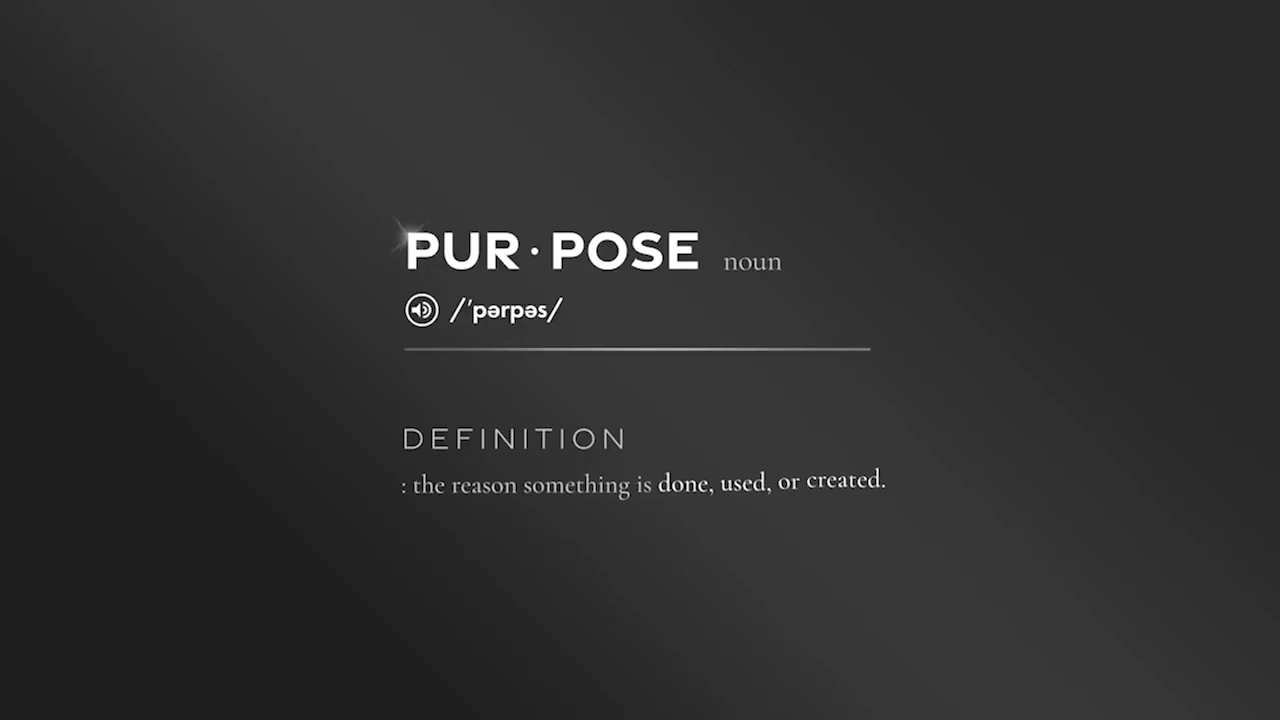 PUR·POSE noun
/ˈpərpəs/
DEFINITION
: the reason something is done, used, or created.